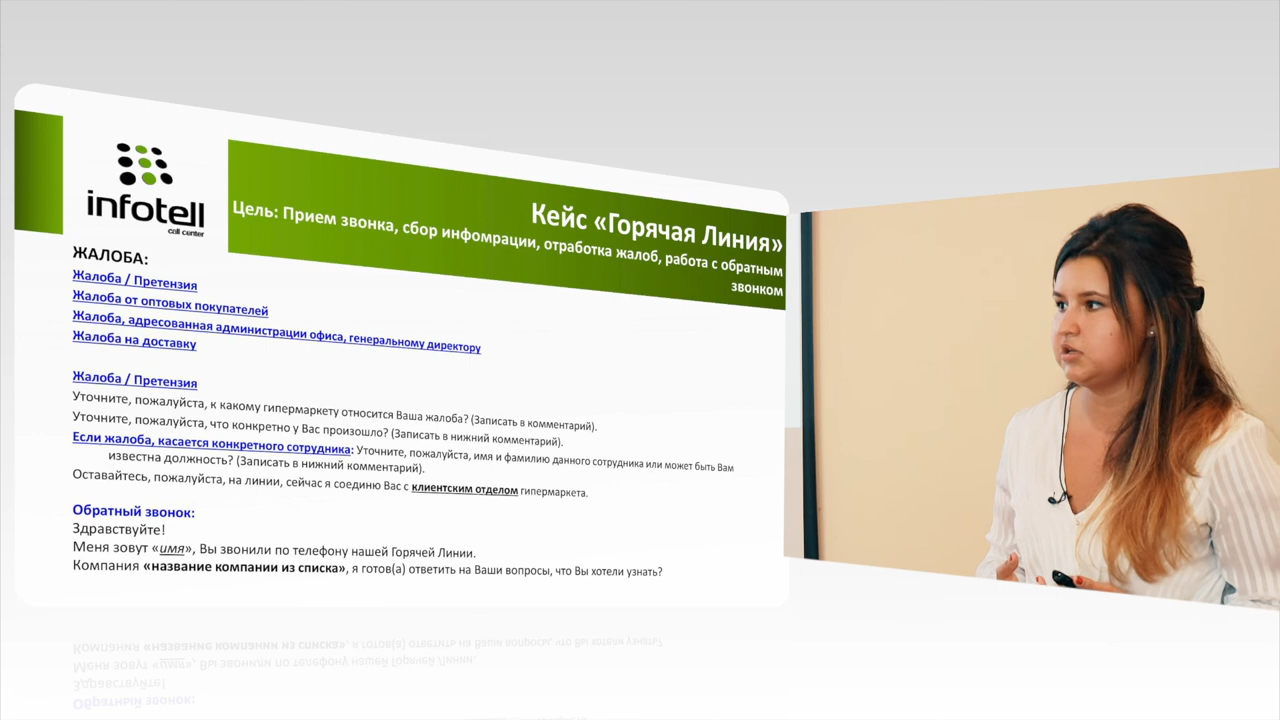 infotell
call center
Кейс «Горячая Линия»
Цель: Прием звонка, сбор инфомрации, отработка жалоб, работа с обратным
звонком
ЖАЛОБА:
Жалоба / Претензия
Жалоба от оптовых покупателей
Жалоба, адресованная администрации офиса, генеральному директору
Жалоба на доставку
Жалоба / Претензия
Уточните, пожалуйста, к какому гипермаркету относится Ваша жалоба? (Записать в комментарий).
Уточните, пожалуйста, что конкретно у Вас произошло? (Записать в нижний комментарий).
Если жалоба, касается конкретного сотрудника: Уточните, пожалуйста, имя и фамилию данного сотрудника или может быть Вам
известна должность? (Записать в нижний комментарий).
Оставайтесь, пожалуйста, на линии, сейчас я соединю Вас с клиентским отделом гипермаркета.
Обратный звонок:
Здравствуйте!
Меня зовут «имя», Вы звонили по телефону нашей Горячей Линии.
Компания «название компании из списка», я готов(а) ответить на Ваши вопросы, что Вы хотели узнать?